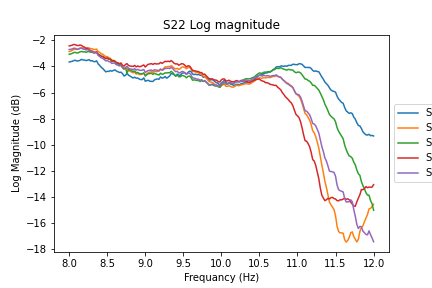 S22 Log magnitude
Log Magnitude (dB)
−2
−4
−6
−8
−10
−12
−14
−16
−18
8.0 8.5 9.0 9.5 10.0 10.5 11.0 11.5 12.0
Frequancy (Hz)
S
S
S
S
S